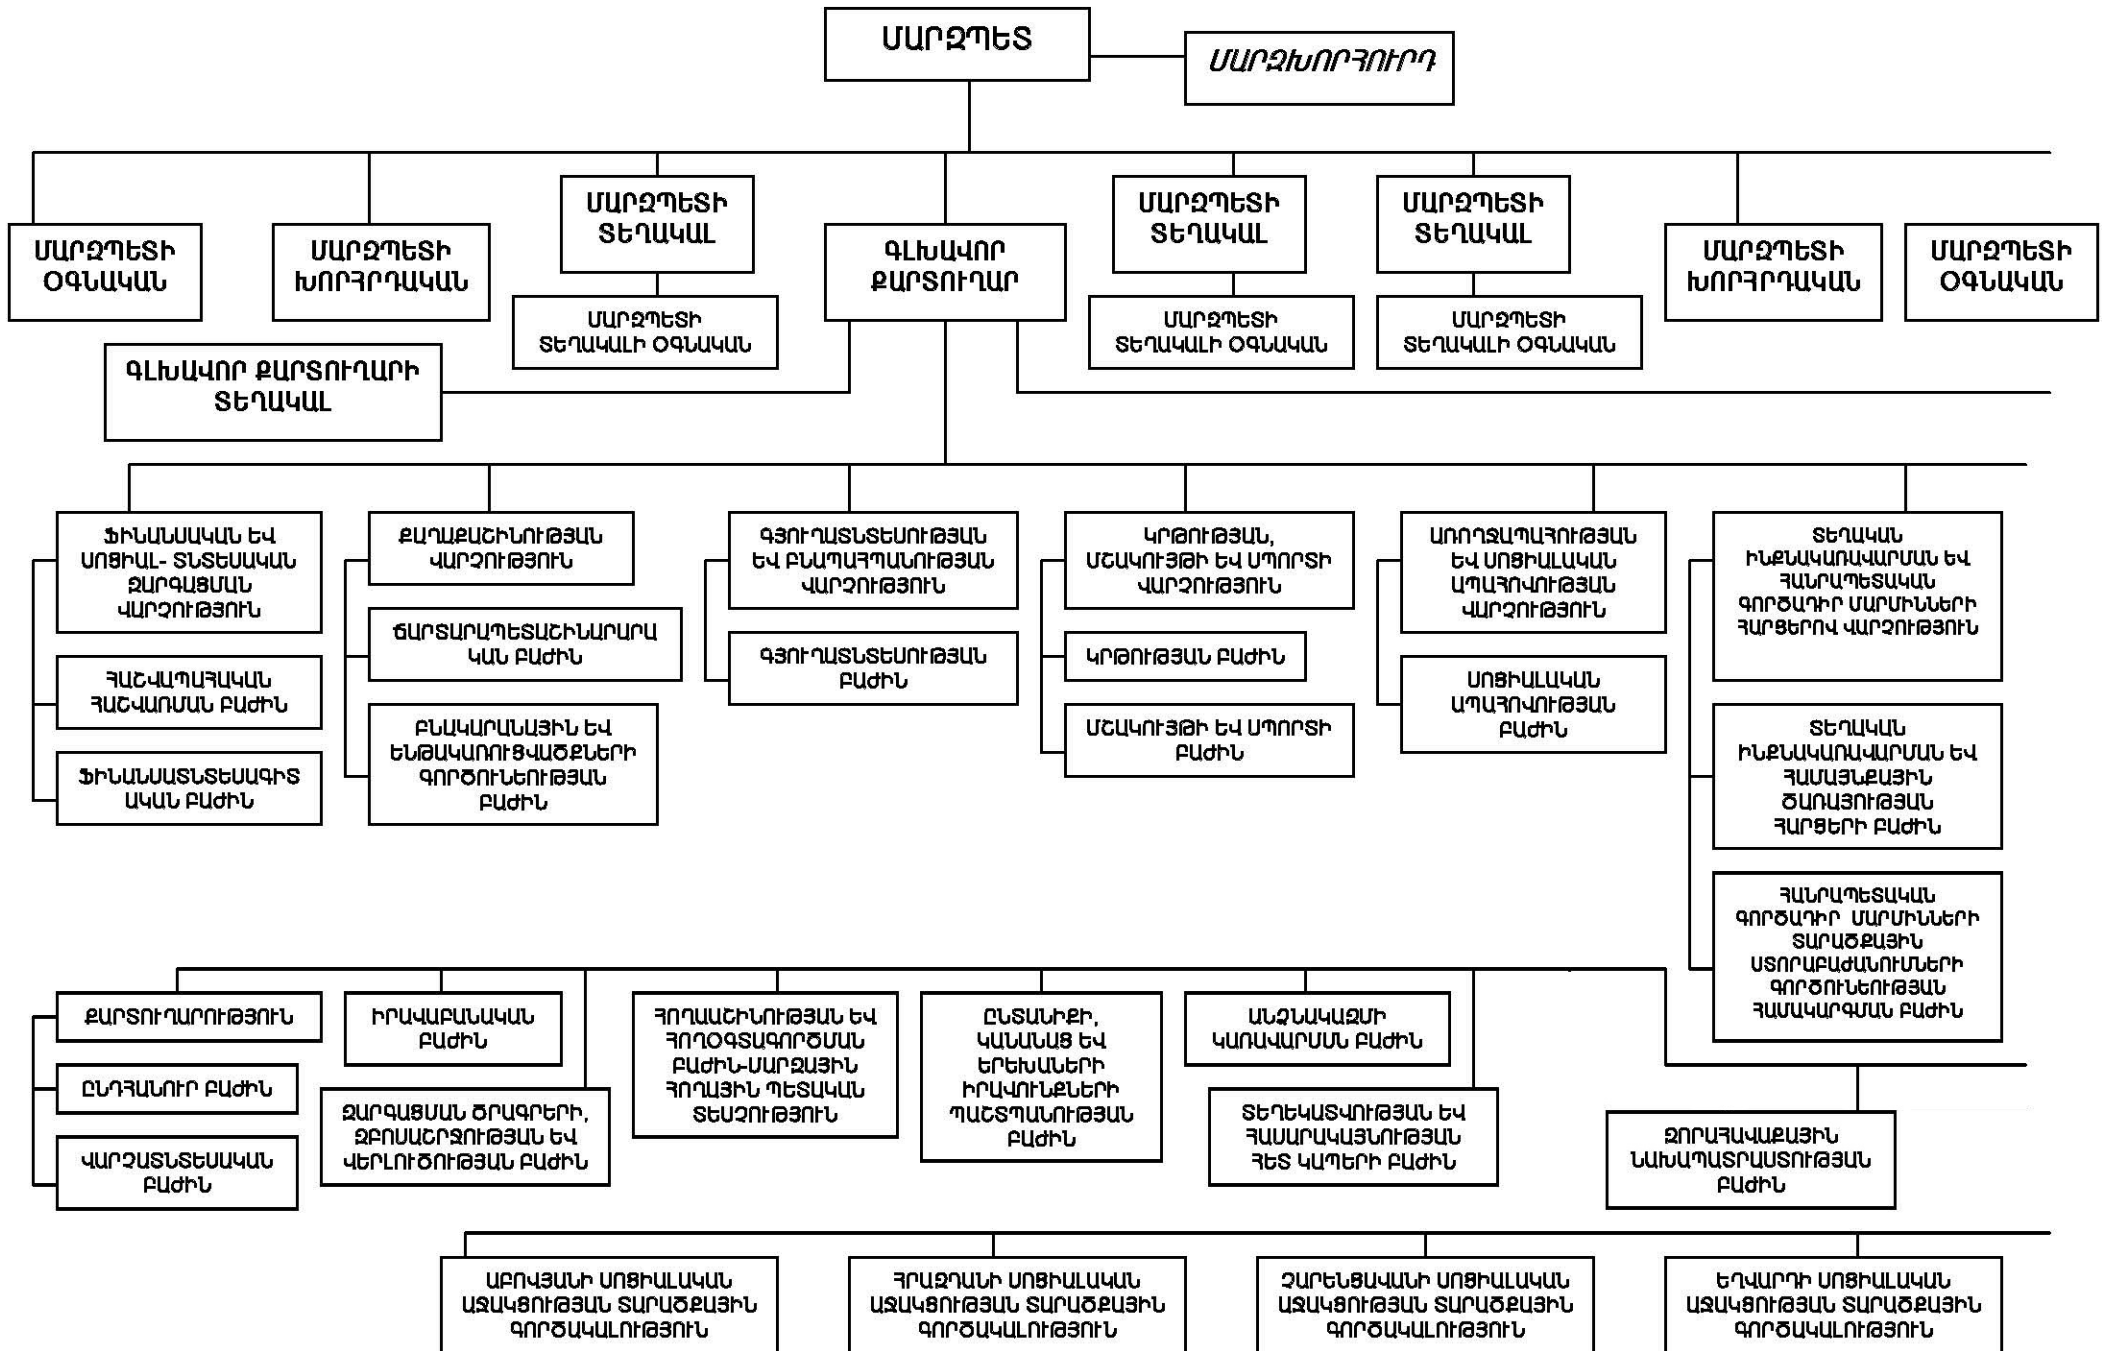 ՄԱՐԶՊԵՏ
ՄԱՐԶԽՈՐՀՈՒՐԴ
ՄԱՐԶՊԵՏԻ
ՕԳՆԱԿԱՆ
ՄԱՐԶՊԵՏԻ
ԽՈՐՀՐԴԱԿԱՆ
ՄԱՐԶՊԵՏԻ
ՏԵՂԱԿԱԼ
ՄԱՐԶՊԵՏԻ
ՏԵՂԱԿԱԼԻ ՕԳՆԱԿԱՆ
ԳԼԽԱՎՈՐ
ՔԱՐՏՈՒՂԱՐ
ՄԱՐԶՊԵՏԻ
ՏԵՂԱԿԱԼ
ՄԱՐԶՊԵՏԻ
ՏԵՂԱԿԱԼԻ ՕԳՆԱԿԱՆ
ՄԱՐԶՊԵՏԻ
ՏԵՂԱԿԱԼ
ՄԱՐԶՊԵՏԻ
ՏԵՂԱԿԱԼԻ ՕԳՆԱԿԱՆ
ՄԱՐԶՊԵՏԻ
ԽՈՐՀՐԴԱԿԱՆ
ՄԱՐԶՊԵՏԻ
ՕԳՆԱԿԱՆ
ԳԼԽԱՎՈՐ ՔԱՐՏՈՒՂԱՐԻ
ՏԵՂԱԿԱԼ
ՖԻՆԱՆՍԱԿԱՆ ԵՎ
ՍՈՑԻԱԼ- ՏՆՏԵՍԱԿԱՆ
ԶԱՐԳԱՑՄԱՆ
ՎԱՐՉՈՒԹՅՈՒՆ
ՀԱՇՎԱՊԱՀԱԿԱՆ
ՀԱՇՎԱՌՄԱՆ ԲԱԺԻՆ
ՖԻՆԱՆՍԱՏՆՏԵՍԱԳԻՏ
ԱԿԱՆ ԲԱԺԻՆ
ՔԱՂԱՔԱՇԻՆՈՒԹՅԱՆ
ՎԱՐՉՈՒԹՅՈՒՆ
ՃԱՐՏԱՐԱՊԵՏԱՇԻՆԱՐԱՐԱ
ԿԱՆ ԲԱԺԻՆ
ԲՆԱԿԱՐԱՆԱՅԻՆ ԵՎ
ԵՆԹԱԿԱՌՈՒՑՎԱԾՔՆԵՐԻ
ԳՈՐԾՈՒՆԵՈՒԹՅԱՆ
ԲԱԺԻՆ
ԳՅՈՒՂԱՏՆՏԵՍՈՒԹՅԱՆ
ԵՎ ԲՆԱՊԱՀՊԱՆՈՒԹՅԱՆ
ՎԱՐՉՈՒԹՅՈՒՆ
ԳՅՈՒՂԱՏՆՏԵՍՈՒԹՅԱՆ
ԲԱԺԻՆ
ԿՐԹՈՒԹՅԱՆ,
ՄՇԱԿՈՒՅԹԻ ԵՎ ՍՊՈՐՏԻ
ՎԱՐՉՈՒԹՅՈՒՆ
ԿՐԹՈՒԹՅԱՆ ԲԱԺԻՆ
ՄՇԱԿՈՒՅԹԻ ԵՎ ՍՊՈՐՏԻ
ԲԱԺԻՆ
ԱՌՈՂՋԱՊԱՀՈՒԹՅԱՆ
ԵՎ ՍՈՑԻԱԼԱԿԱՆ
ԱՊԱՀՈՎՈՒԹՅԱՆ
ՎԱՐՉՈՒԹՅՈՒՆ
ՍՈՑԻԱԼԱԿԱՆ
ԱՊԱՀՈՎՈՒԹՅԱՆ
ԲԱԺԻՆ
ՏԵՂԱԿԱՆ
ԻՆՔՆԱԿԱՌԱՎԱՐՄԱՆ ԵՎ
ՀԱՆՐԱՊԵՏԱԿԱՆ
ԳՈՐԾԱԴԻՐ ՄԱՐՄԻՆՆԵՐԻ
ՀԱՐՑԵՐՈՎ ՎԱՐՉՈՒԹՅՈՒՆ
ՏԵՂԱԿԱՆ
ԻՆՔՆԱԿԱՌԱՎԱՐՄԱՆ ԵՎ
ՀԱՄԱՅՆՔԱՅԻՆ
ԾԱՌԱՅՈՒԹՅԱՆ
ՀԱՐՑԵՐԻ ԲԱԺԻՆ
ՀԱՆՐԱՊԵՏԱԿԱՆ
ԳՈՐԾԱԴԻՐ  ՄԱՐՄԻՆՆԵՐԻ
ՏԱՐԱԾՔԱՅԻՆ
ՍՏՈՐԱԲԱԺԱՆՈՒՄՆԵՐԻ
ԳՈՐԾՈՒՆԵՈՒԹՅԱՆ
ՀԱՄԱԿԱՐԳՄԱՆ ԲԱԺԻՆ
ՔԱՐՏՈՒՂԱՐՈՒԹՅՈՒՆ
ԸՆԴՀԱՆՈՒՐ ԲԱԺԻՆ
ՎԱՐՉԱՏՆՏԵՍԱԿԱՆ
ԲԱԺԻՆ
ԻՐԱՎԱԲԱՆԱԿԱՆ
ԲԱԺԻՆ
ԶԱՐԳԱՑՄԱՆ ԾՐԱԳՐԵՐԻ,
ԶԲՈՍԱՇՐՋՈՒԹՅԱՆ ԵՎ
ՎԵՐԼՈՒԾՈՒԹՅԱՆ ԲԱԺԻՆ
ՀՈՂԱԱՇԻՆՈՒԹՅԱՆ ԵՎ
ՀՈՂՕԳՏԱԳՈՐԾՄԱՆ
ԲԱԺԻՆ-ՄԱՐԶԱՅԻՆ
ՀՈՂԱՅԻՆ ՊԵՏԱԿԱՆ
ՏԵՍՉՈՒԹՅՈՒՆ
ԸՆՏԱՆԻՔԻ,
ԿԱՆԱՆՑ ԵՎ
ԵՐԵԽԱՆԵՐԻ
ԻՐԱՎՈՒՆՔՆԵՐԻ
ՊԱՇՏՊԱՆՈՒԹՅԱՆ
ԲԱԺԻՆ
ԱՆՁՆԱԿԱԶՄԻ
ԿԱՌԱՎԱՐՄՄՆ ԲԱԺԻՆ
ՏԵՂԵԿԱՏՎՈՒԹՅԱՆ ԵՎ
ՀԱՍԱՐԱԿԱՅՆՈՒԹՅԱՆ
ՀԵՏ ԿԱՊԵՐԻ ԲԱԺԻՆ
ԶՈՐԱՀԱՎԱՔԱՅԻՆ
ՆԱԽԱՊԱՏՐԱՍՏՈՒԹՅԱՆ
ԲԱԺԻՆ
ԱԲՈՎՅԱՆԻ ՍՈՑԻԱԼԱԿԱՆ
ԱՋԱԿՑՈՒԹՅԱՆ ՏԱՐԱԾՔԱՅԻՆ
ԳՈՐԾԱԿԱԼՈՒԹՅՈՒՆ
ՀՐԱԶԴԱՆԻ ՍՈՑԻԱԼԱԿԱՆ
ԱՋԱԿՑՈՒԹՅԱՆ ՏԱՐԱԾՔԱՅԻՆ
ԳՈՐԾԱԿԱԼՈՒԹՅՈՒՆ
ՉԱՐԵՆՑԱՎԱՆԻ ՍՈՑԻԱԼԱԿԱՆ
ԱՋԱԿՑՈՒԹՅԱՆ ՏԱՐԱԾՔԱՅԻՆ
ԳՈՐԾԱԿԱԼՈՒԹՅՈՒՆ
ԵՂՎԱՐԴԻ ՍՈՑԻԱԼԱԿԱՆ
ԱՋԱԿՑՈՒԹՅԱՆ ՏԱՐԱԾՔԱՅԻՆ
ԳՈՐԾԱԿԱԼՈՒԹՅՈՒՆ